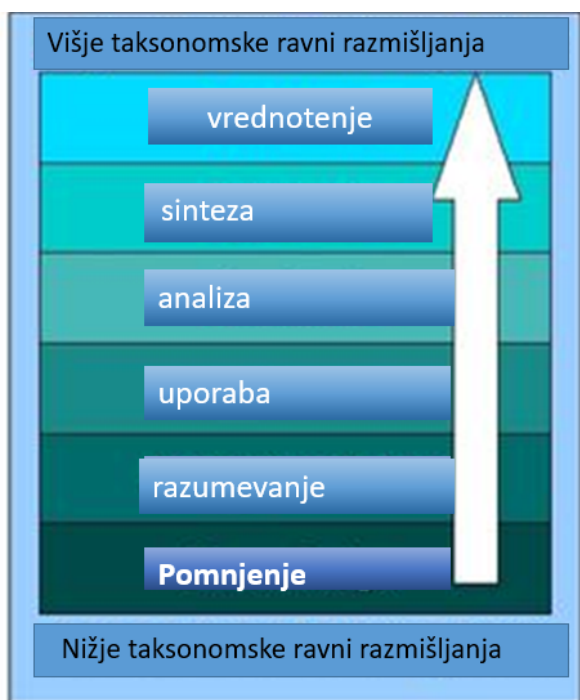 Višje taksonomske ravni razmišljanja
vrednotenje
sinteza
analiza
uporaba
razumevanje
Pomnjenje
Nižje taksonomske ravni razmišljanja